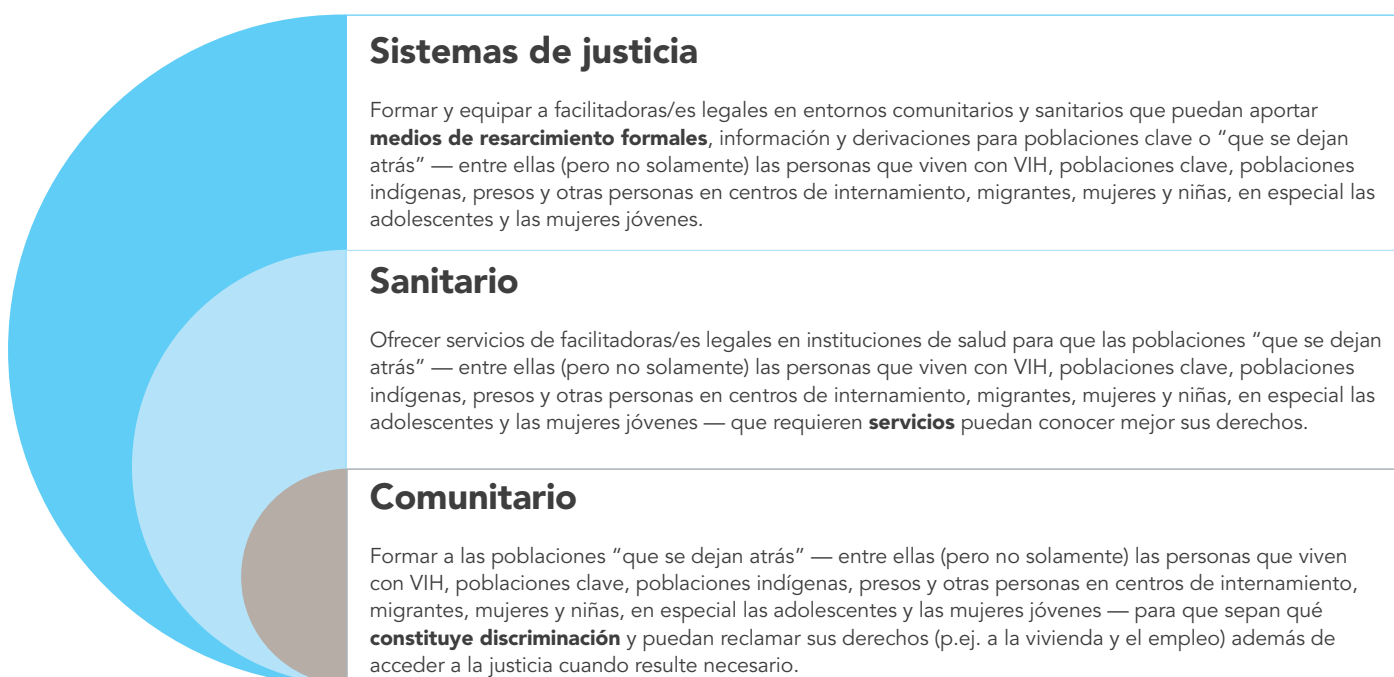 Sistemas de justicia
Formar y equipar a facilitadoras/es legales en entornos comunitarios y sanitarios que puedan aportar
medios de resarcimiento formales, información y derivaciones para poblaciones clave o “que se dejan
atrás” — entre ellas (pero no solamente) las personas que viven con VIH, poblaciones clave, poblaciones
indígenas, presos y otras personas en centros de internamiento, migrantes, mujeres y niñas, en especial las
adolescentes y las mujeres jóvenes.
Sanitario
Ofrecer servicios de facilitadoras/es legales en instituciones de salud para que las poblaciones “que se dejan
atrás” — entre ellas (pero no solamente) las personas que viven con VIH, poblaciones clave, poblaciones
indígenas, presos y otras personas en centros de internamiento, migrantes, mujeres y niñas, en especial las
adolescentes y las mujeres jóvenes — que requieren servicios puedan conocer mejor sus derechos.
Comunitario
Formar a las poblaciones “que se dejan atrás” — entre ellas (pero no solamente) las personas que viven
con VIH, poblaciones clave, poblaciones indígenas, presos y otras personas en centros de internamiento,
migrantes, mujeres y niñas, en especial las adolescentes y las mujeres jóvenes — para que sepan qué
constituye discriminación y puedan reclamar sus derechos (p.ej. a la vivienda y el empleo) además de
acceder a la justicia cuando resulte necesario.